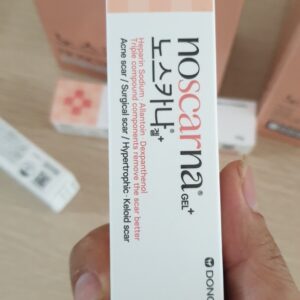 noscarna® GEL+
노스카나®겔+
Heparin Sodium · Allantoin · Dexpanthenol
Triple compound components remove the scar better
Acne scar / Surgical scar / Hypertrophic · Keloid scar
DONG